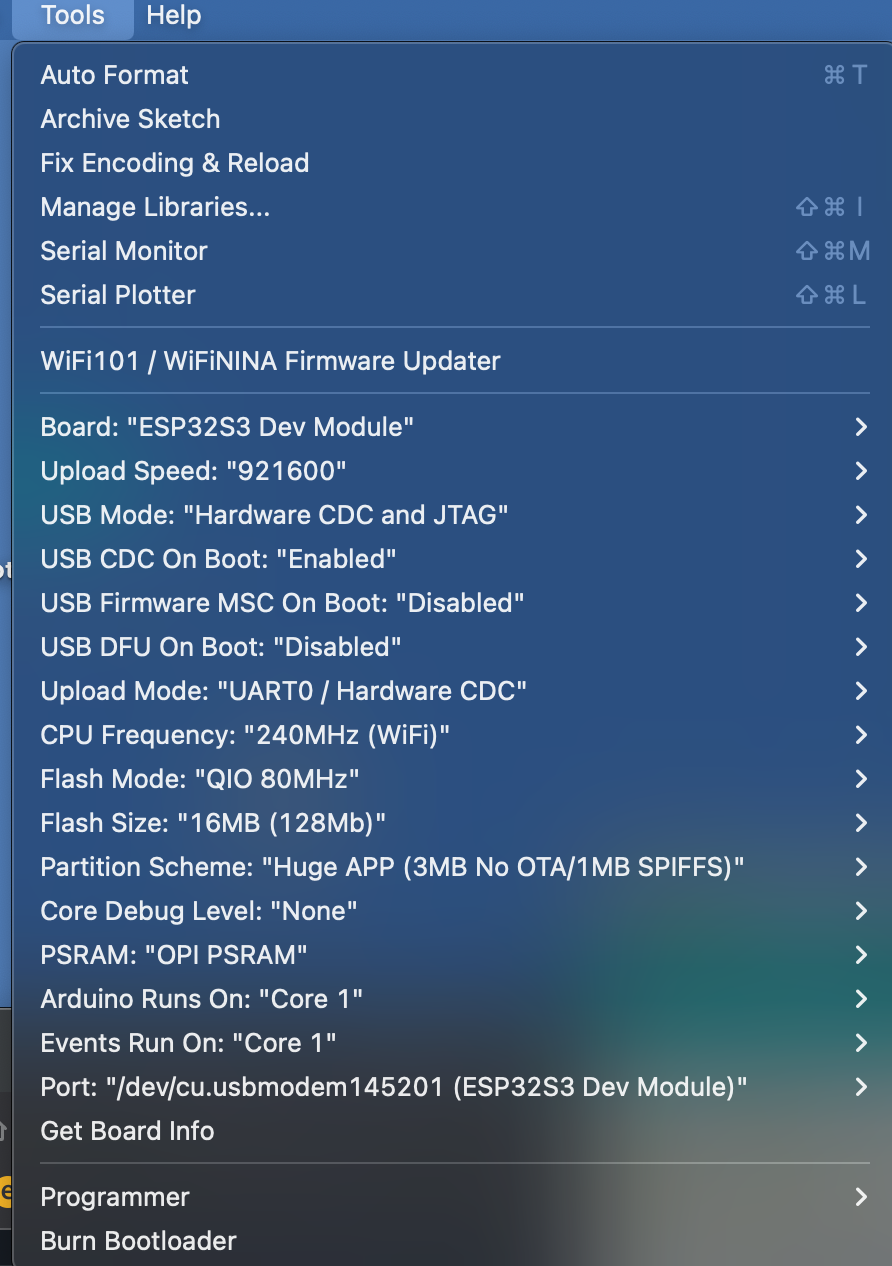 Tools Help
Auto Format ⌘T
Archive Sketch
Fix Encoding & Reload
Manage Libraries... ⇧⌘I
Serial Monitor ⇧⌘M
Serial Plotter ⇧⌘L
WiFi101 / WiFiNINA Firmware Updater
Board: "ESP32S3 Dev Module"
Upload Speed: "921600"
USB Mode: "Hardware CDC and JTAG"
USB CDC On Boot: "Enabled"
USB Firmware MSC On Boot: "Disabled"
USB DFU On Boot: "Disabled"
Upload Mode: "UART0 / Hardware CDC"
CPU Frequency: "240MHz (WiFi)"
Flash Mode: "QIO 80MHz"
Flash Size: "16MB (128Mb)"
Partition Scheme: "Huge APP (3MB No OTA/1MB SPIFFS)"
Core Debug Level: "None"
PSRAM: "OPI PSRAM"
Arduino Runs On: "Core 1"
Events Run On: "Core 1"
Port: "/dev/cu.usbmodem145201 (ESP32S3 Dev Module)"
Get Board Info
Programmer
Burn Bootloader